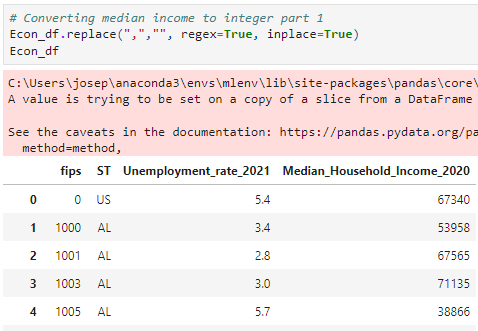 # Converting median income to integer part 1
Econ_df.replace(",","", regex=True, inplace=True)
Econ_df
C:\Users\josep\anaconda3\envs\mlenv\lib\site-packages\pandas\core\
A value is trying to be set on a copy of a slice from a DataFrame
See the caveats in the documentation: https://pandas.pydata.org/pa
method=method,
fips ST Unemployment_rate_2021 Median_Household_Income_2020
0 0 US 5.4 67340
1 1000 AL 3.4 53958
2 1001 AL 2.8 67565
3 1003 AL 3.0 71135
4 1005 AL 5.7 38866